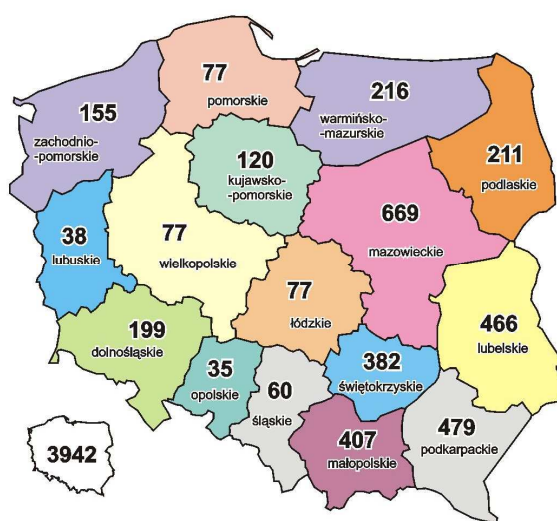 77
pomorskie
155
zachodnio-
-pomorskie
216
warmińsko-
-mazurskie
211
podlaskie
120
kujawsko-
-pomorskie
669
mazowieckie
38
lubuskie
77
wielkopolskie
77
łódzkie
466
lubelskie
199
dolnośląskie
35
opolskie
60
śląskie
382
świętokrzyskie
407
małopolskie
479
podkarpackie
3942